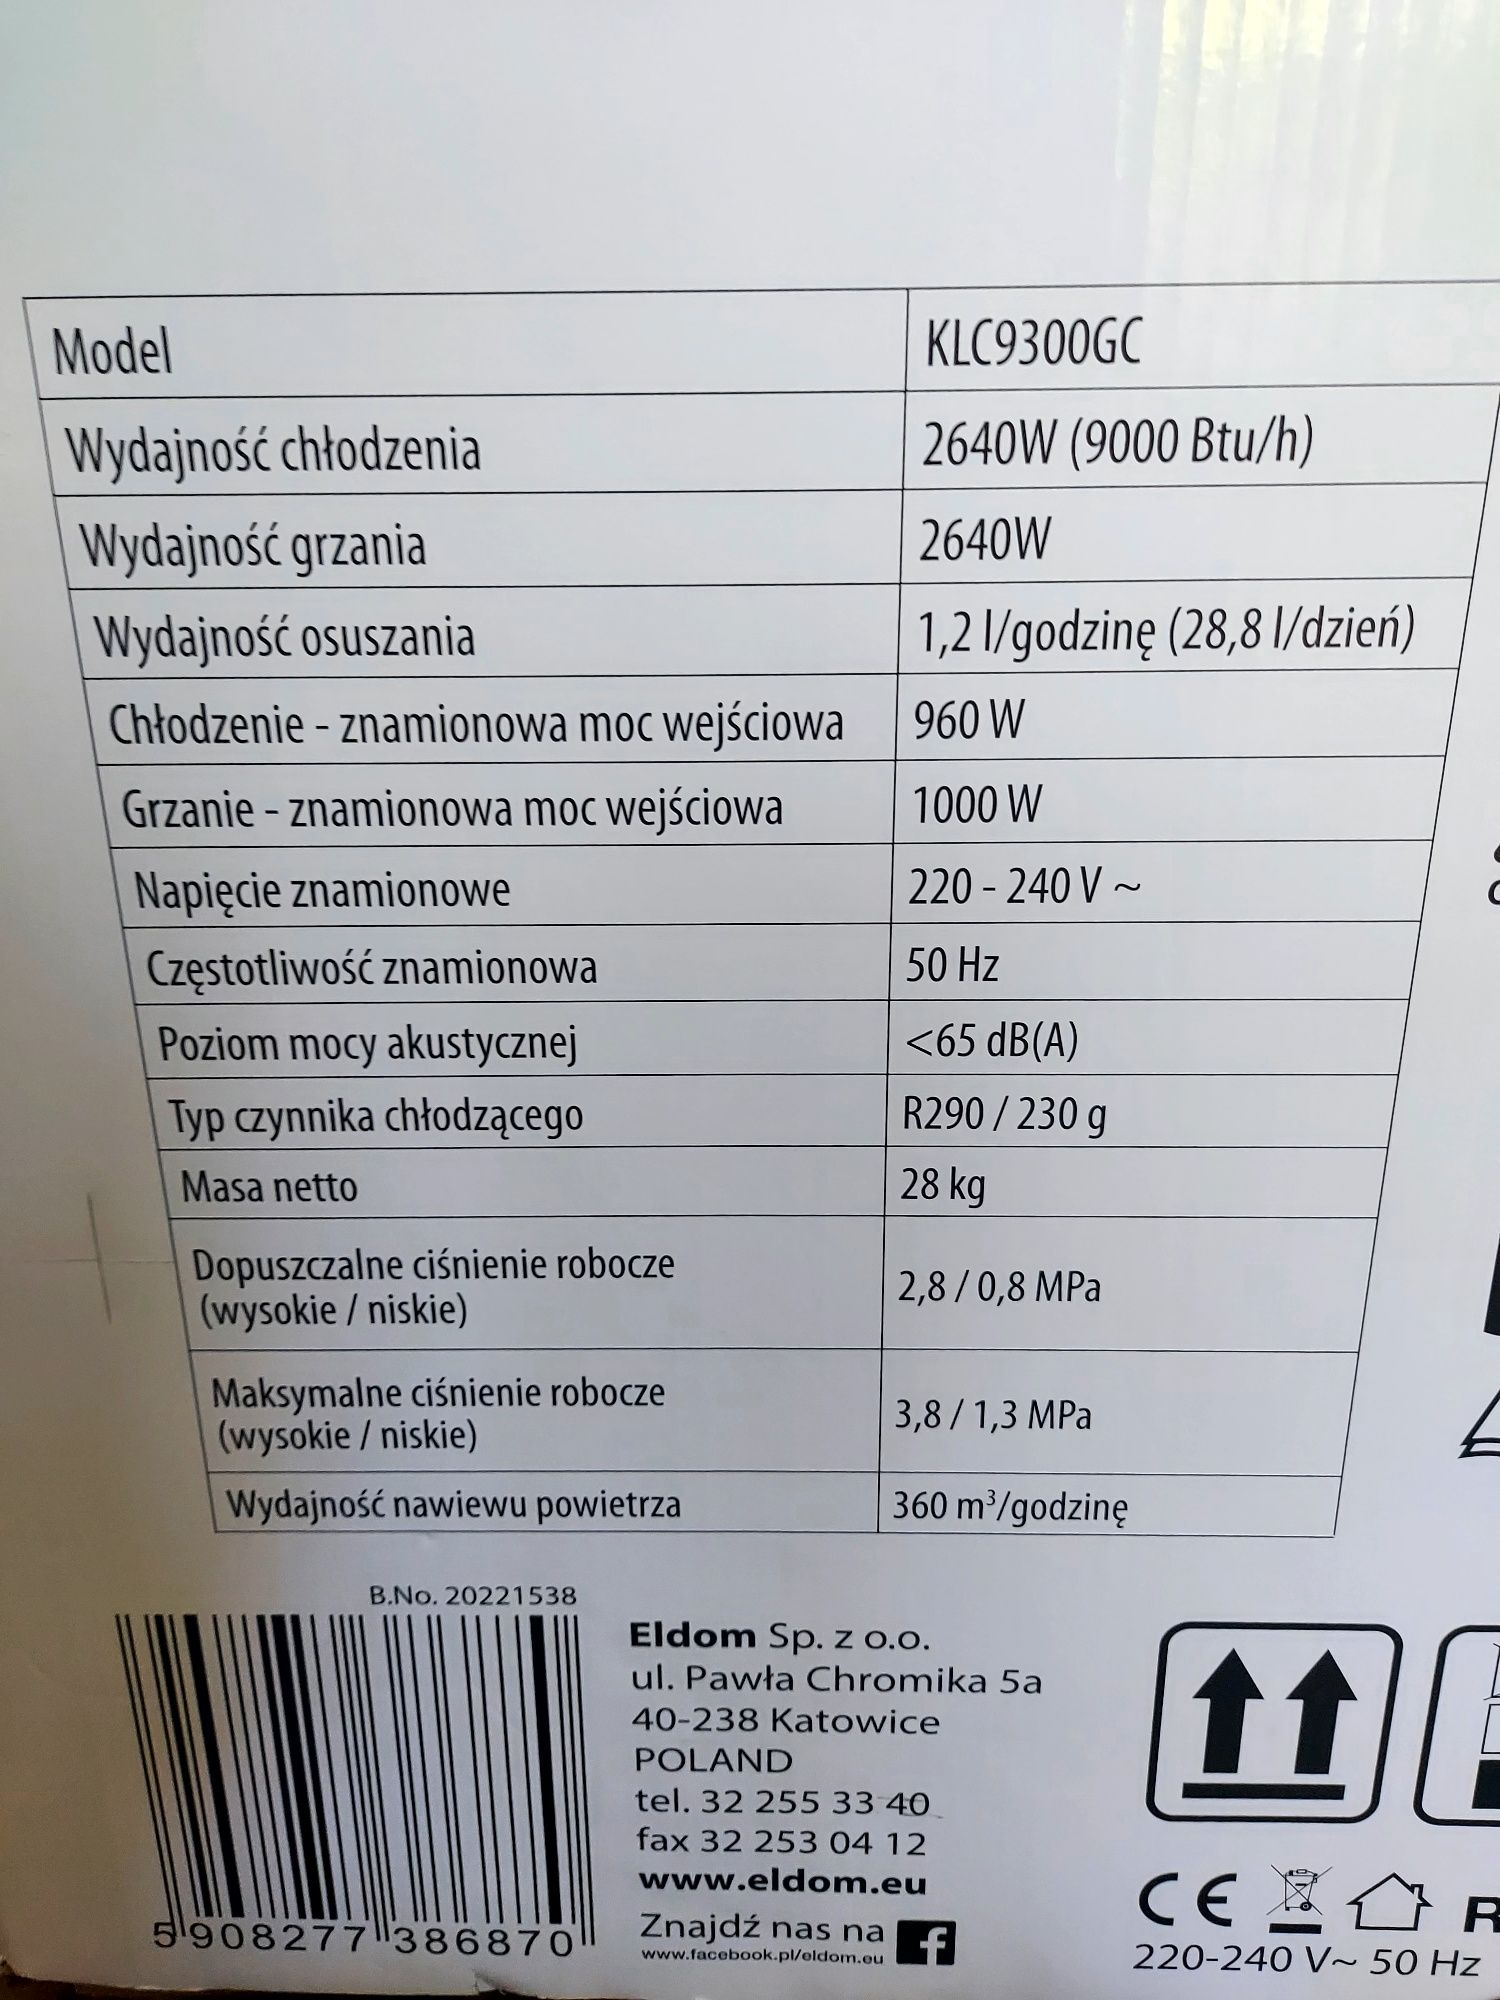 Model KLC9300GC
Wydajność chłodzenia 2640W (9000 Btu/h)
Wydajność grzania 2640W
Wydajność osuszania 1,2 l/godzinę (28,8 l/dzień)
Chłodzenie - znamionowa moc wejściowa 960 W
Grzanie - znamionowa moc wejściowa 1000 W
Napięcie znamionowe 220 - 240 V ~
Częstotliwość znamionowa 50 Hz
Poziom mocy akustycznej <65 dB(A)
Typ czynnika chłodzącego R290 / 230 g
Masa netto 28 kg
Dopuszczalne ciśnienie robocze
(wysokie / niskie) 2,8 / 0,8 MPa
Maksymalne ciśnienie robocze
(wysokie / niskie) 3,8 / 1,3 MPa
Wydajność nawiewu powietrza 360 m³/godzinę
B.No. 20221538
5 908277 386870
Eldom Sp. z o.o.
ul. Pawła Chromika 5a
40-238 Katowice
POLAND
tel. 32 255 33 40
fax 32 253 04 12
www.eldom.eu
Znajdź nas na f
www.facebook.pl/eldom.eu
CE
220-240 V~ 50 Hz